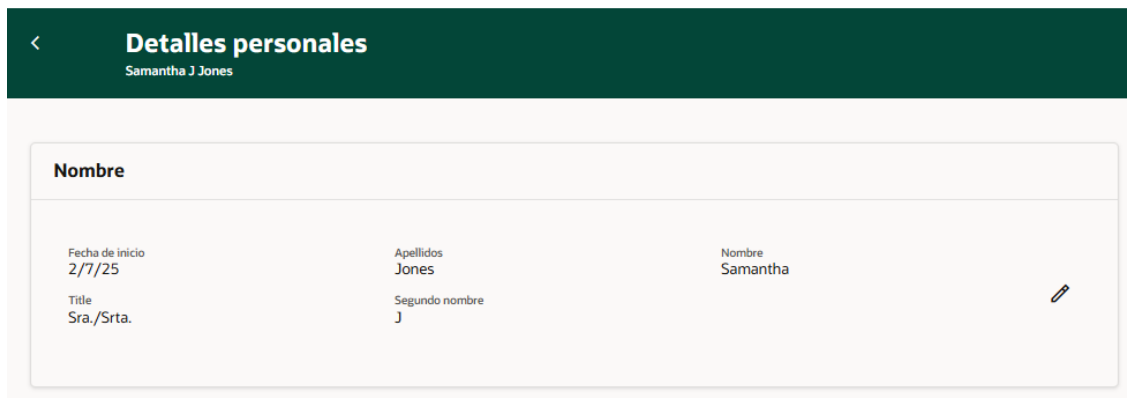 Detalles personales
Samantha J Jones
Nombre
Fecha de inicio
2/7/25
Apellidos
Jones
Nombre
Samantha
Title
Sra./Srta.
Segundo nombre
J